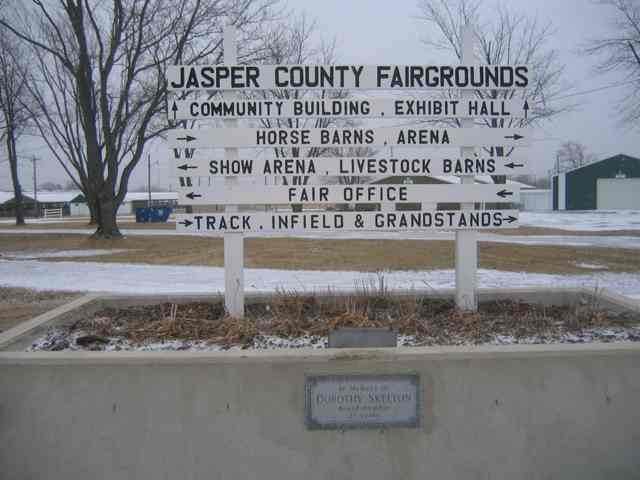 JASPER COUNTY FAIRGROUNDS
↑ COMMUNITY BUILDING , EXHIBIT HALL ↑
→ HORSE BARNS , ARENA →
← SHOW ARENA , LIVESTOCK BARNS ←
← FAIR OFFICE ←
→ TRACK , INFIELD & GRANDSTANDS →
In Memory of
DOROTHY SKELTON